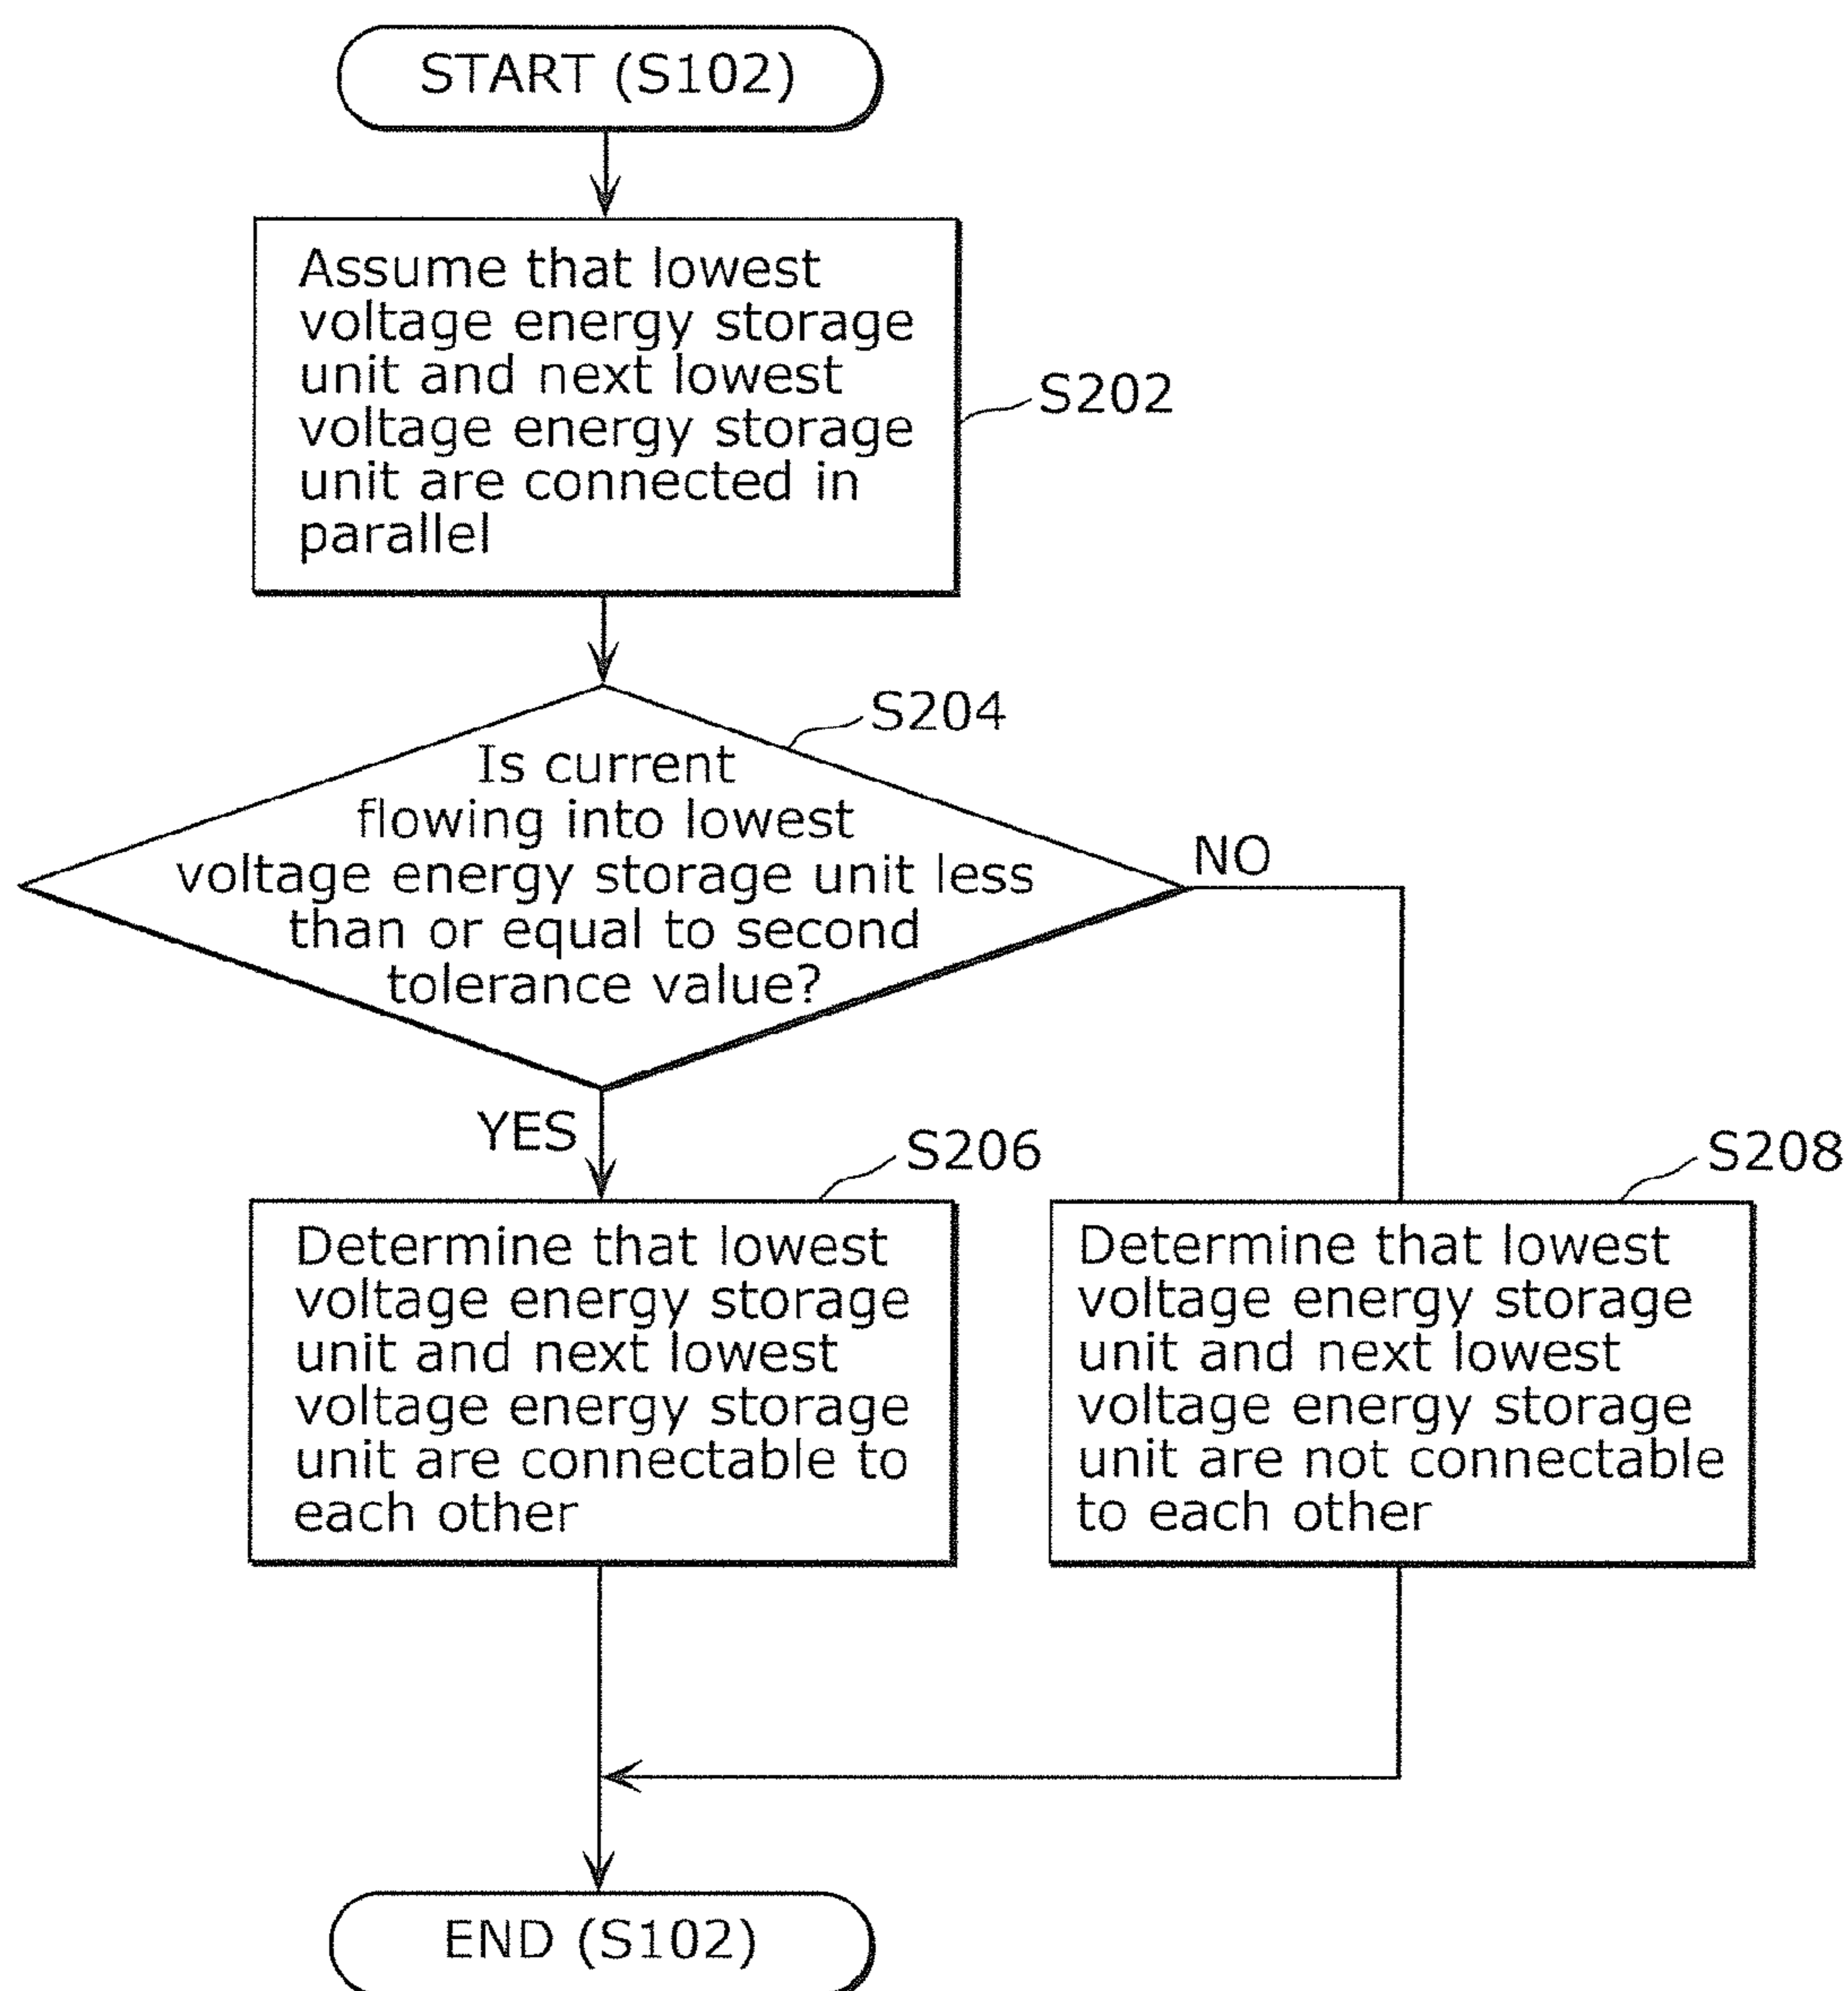 START (S102)
Assume that lowest
voltage energy storage
unit and next lowest
voltage energy storage
unit are connected in
parallel
S202
S204
Is current
flowing into lowest
voltage energy storage unit less
than or equal to second
tolerance value?
NO
YES
S206
Determine that lowest
voltage energy storage
unit and next lowest
voltage energy storage
unit are connectable to
each other
S208
Determine that lowest
voltage energy storage
unit and next lowest
voltage energy storage
unit are not connectable
to each other
END (S102)